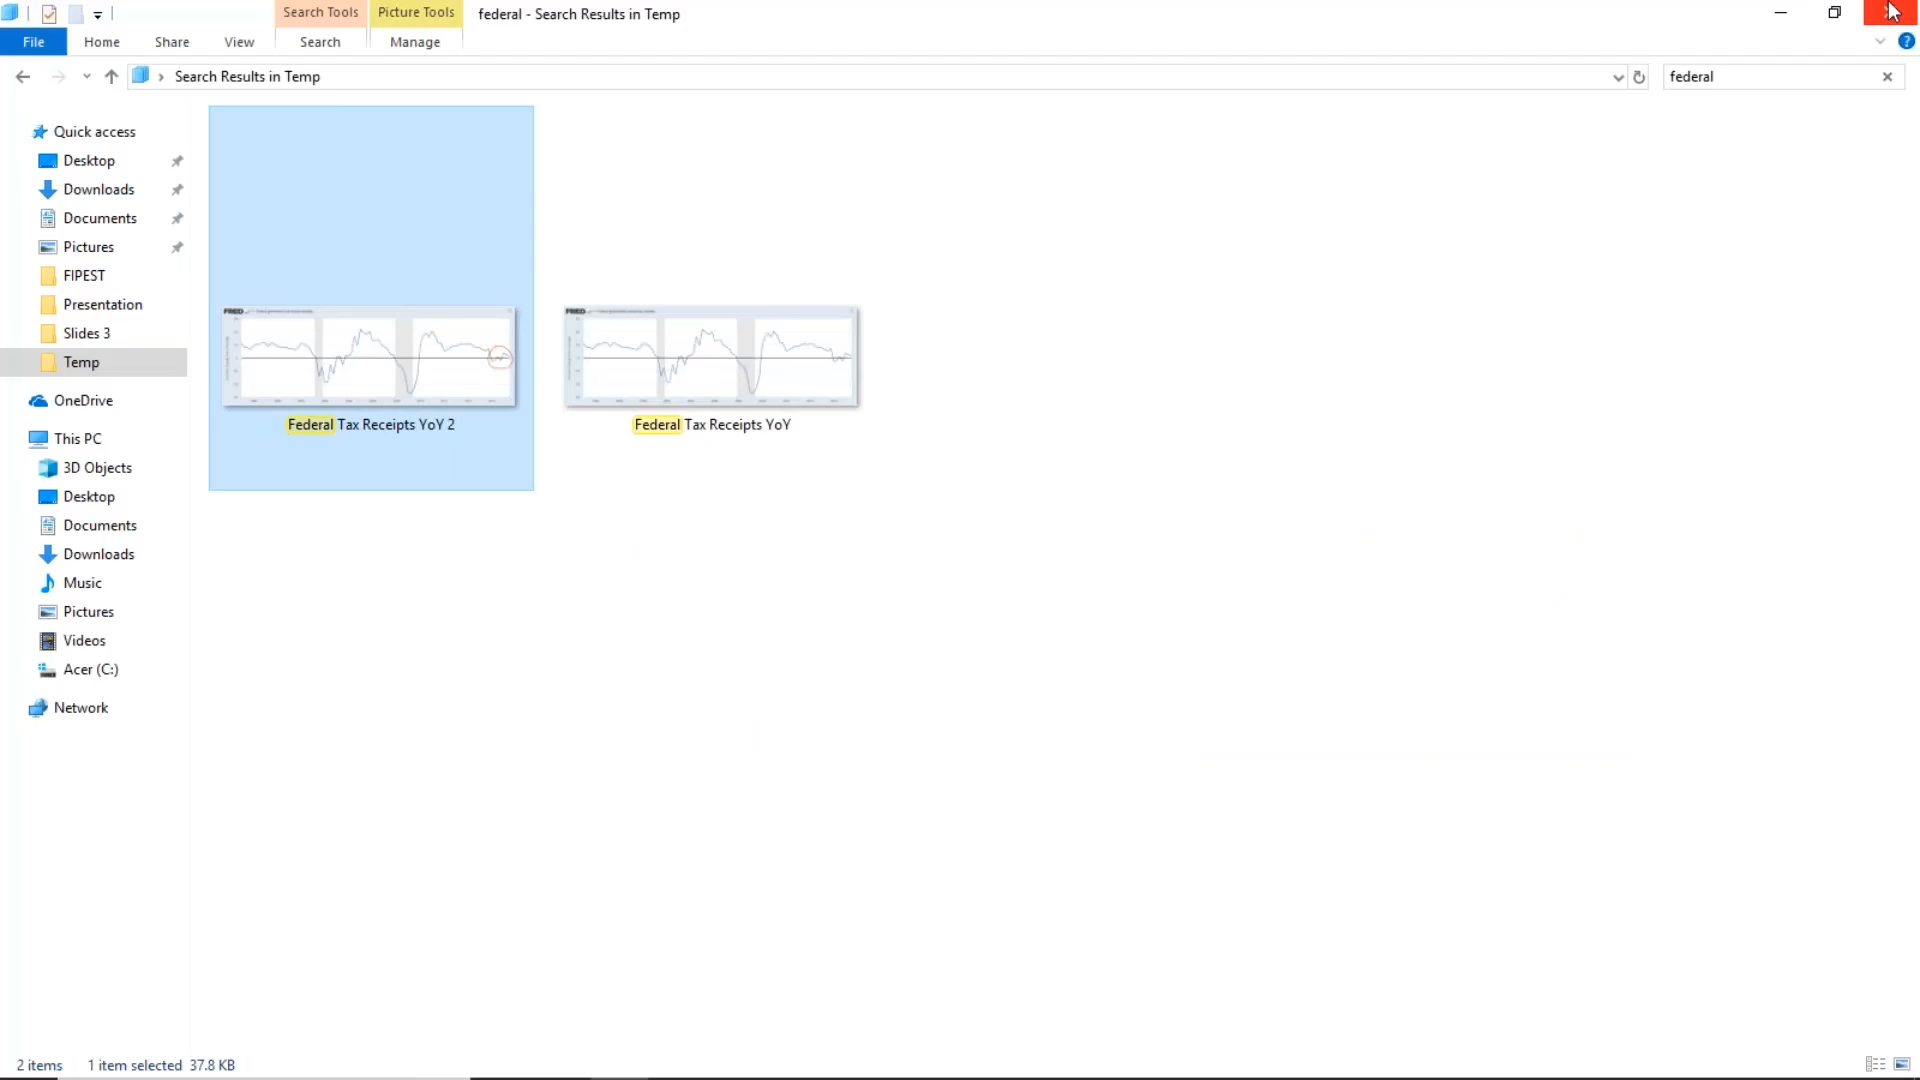 Search Tools
Picture Tools
federal - Search Results in Temp
File
Home
Share
View
Search
Manage
Search Results in Temp
federal
Quick access
Desktop
Downloads
Documents
Pictures
FIPEST
Presentation
Slides 3
Temp
OneDrive
This PC
3D Objects
Desktop
Documents
Downloads
Music
Pictures
Videos
Acer (C:)
Network
FRED
FRED
Federal Tax Receipts YoY 2
Federal Tax Receipts YoY
2 items
1 item selected 37.8 KB